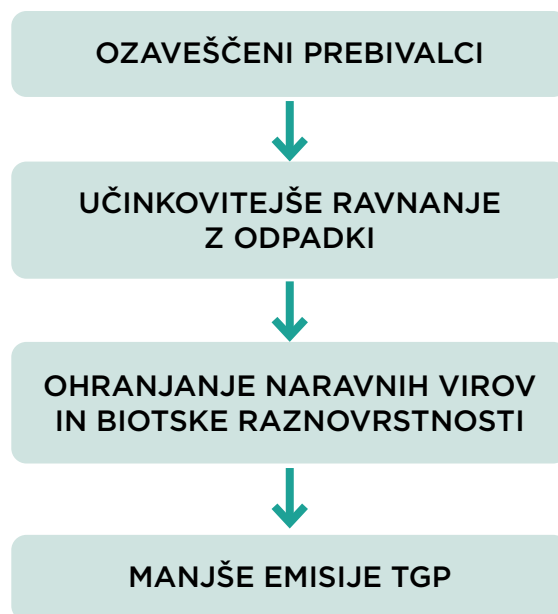 OZAVEŠČENI PREBIVALCI
UČINKOVITEJŠE RAVNANJE
Z ODPADKI
OHRANJANJE NARAVNIH VIROV
IN BIOTSKE RAZNOVRSTNOSTI
MANJŠE EMISIJE TGP